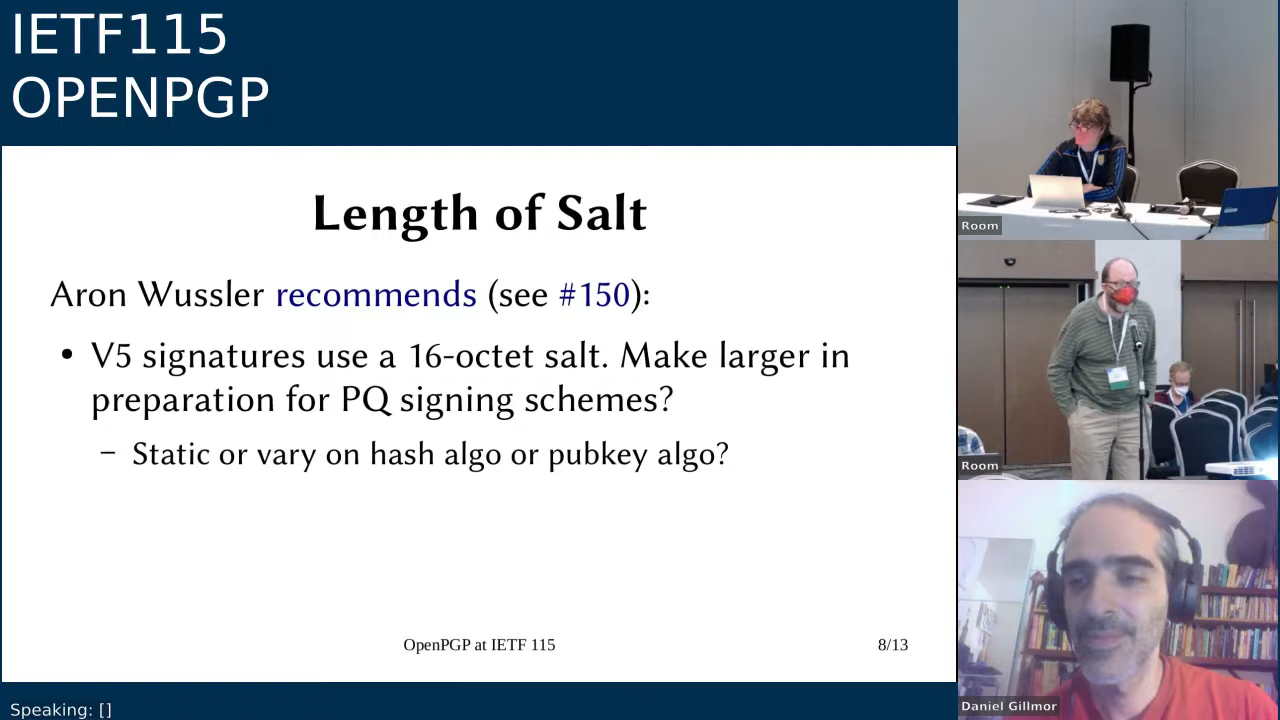 IETF115
OPENPGP
Length of Salt
Aron Wussler recommends (see #150):
• V5 signatures use a 16-octet salt. Make larger in
preparation for PQ signing schemes?
– Static or vary on hash algo or pubkey algo?
OpenPGP at IETF 115
8/13
Speaking: []
Room
Room
Daniel Gillmor